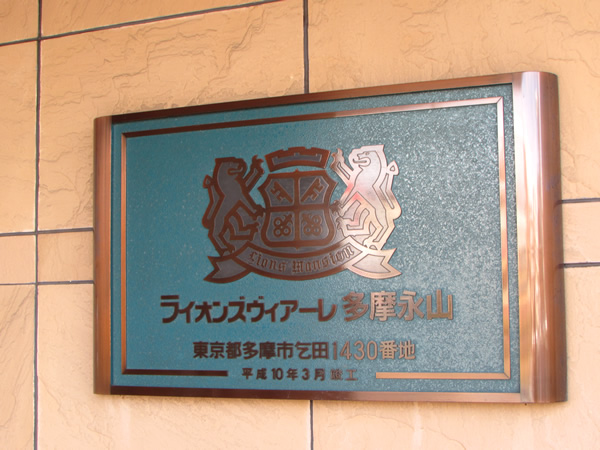 Lions Mansion
ライオンズヴィアーレ多摩永山
東京都多摩市乞田1430番地
平成10年3月竣工